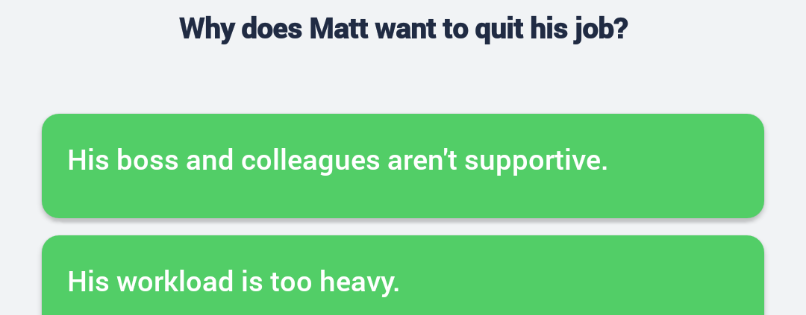 Why does Matt want to quit his job?
His boss and colleagues aren't supportive.
His workload is too heavy.